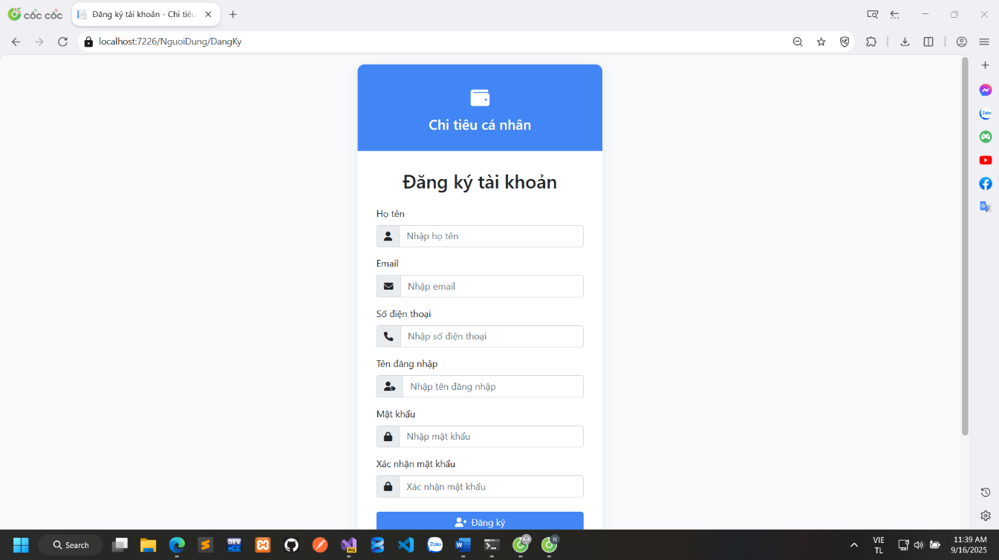 cốc cốc
Đăng ký tài khoản - Chi tiêu
localhost:7226/NguoiDung/DangKy
Chi tiêu cá nhân
Đăng ký tài khoản
Họ tên
Nhập họ tên
Email
Nhập email
Số điện thoại
Nhập số điện thoại
Tên đăng nhập
Nhập tên đăng nhập
Mật khẩu
Nhập mật khẩu
Xác nhận mật khẩu
Xác nhận mật khẩu
Đăng ký
Zalo
Search
DEV
Zalo
W
N
VIE
TL
11:39 AM
9/16/2025